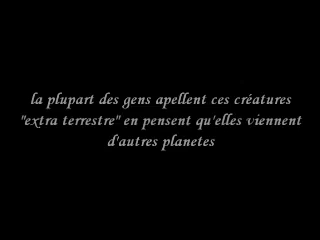 la plupart des gens apellent ces créatures
"extra terrestre" en pensent qu'elles viennent
d'autres planetes